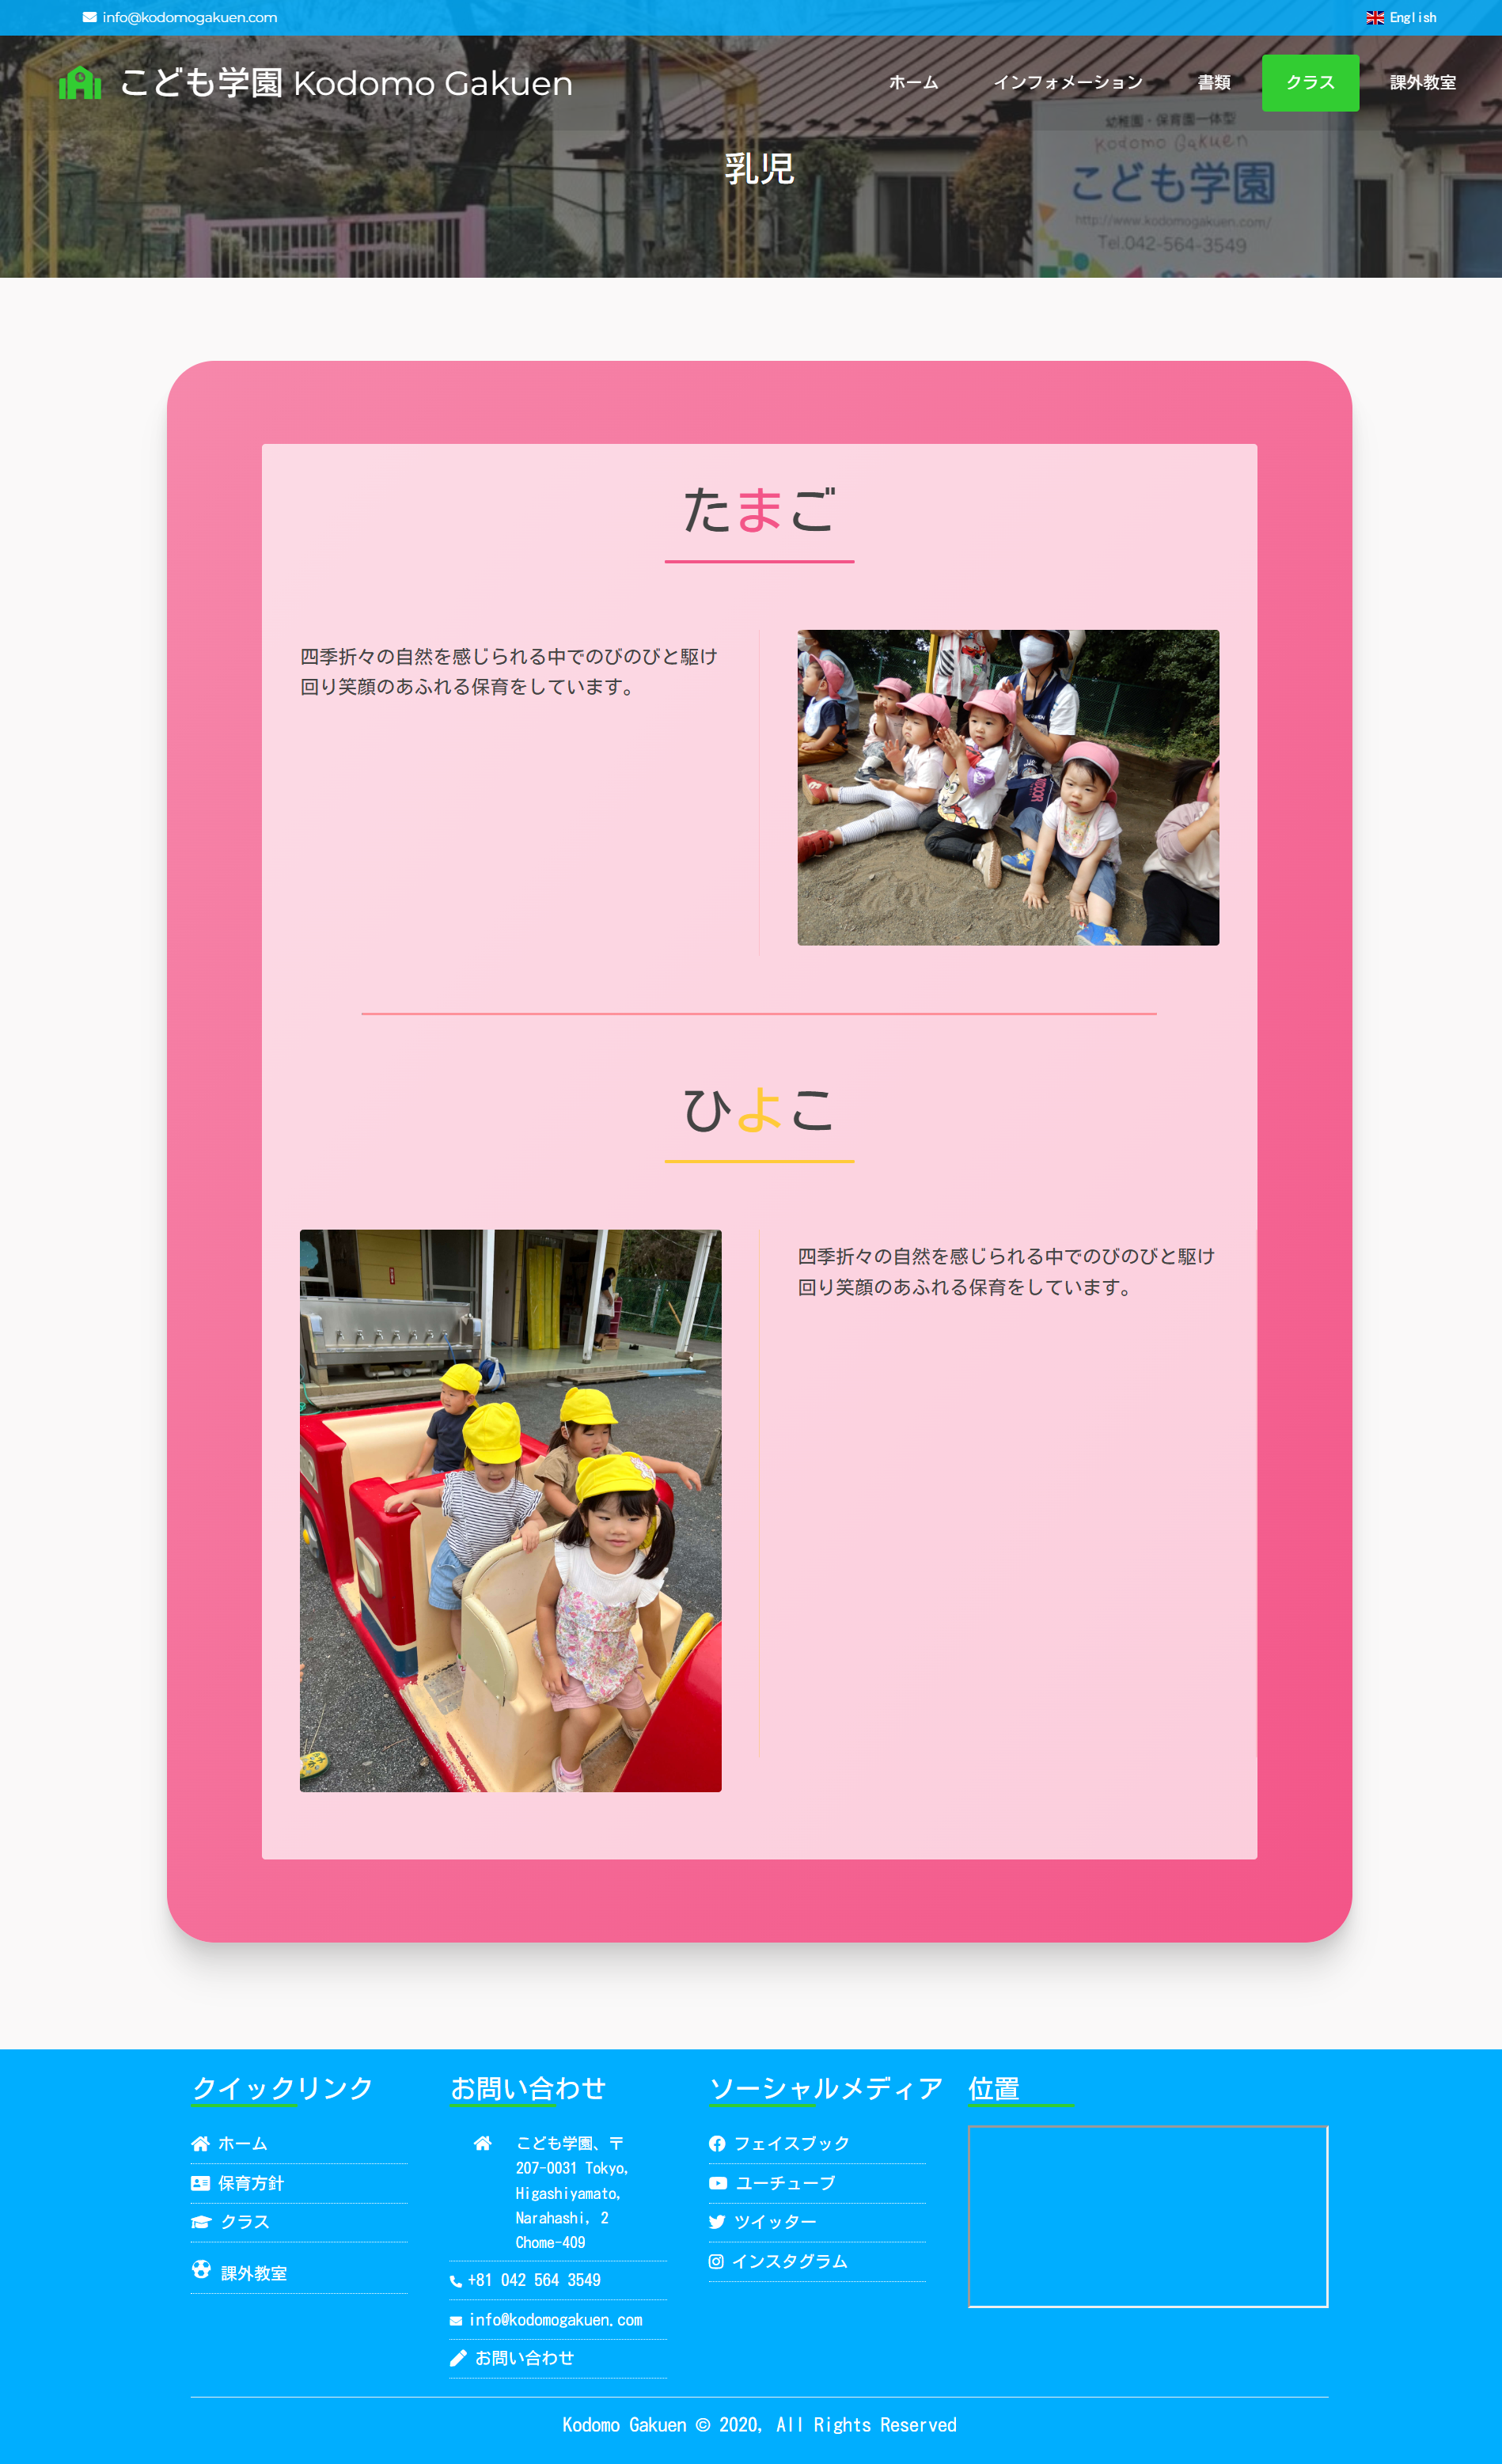 info@kodomogakuen.com
English
こども学園 Kodomo Gakuen
ホーム
インフォメーション
書類
クラス
課外教室
幼稚園・保育園一体型
Kodomo Gakuen
こども学園
http://www.kodomogakuen.com/
Tel.042-564-3549
乳児
たまご
四季折々の自然を感じられる中でのびのびと駆け
回り笑顔のあふれる保育をしています。
ひよこ
四季折々の自然を感じられる中でのびのびと駆け
回り笑顔のあふれる保育をしています。
クイックリンク
ホーム
保育方針
クラス
課外教室
お問い合わせ
こども学園、〒
207-0031 Tokyo,
Higashiyamato,
Narahashi, 2
Chome-409
+81 042 564 3549
info@kodomogakuen.com
お問い合わせ
ソーシャルメディア
フェイスブック
ユーチューブ
ツイッター
インスタグラム
位置
Kodomo Gakuen © 2020, All Rights Reserved